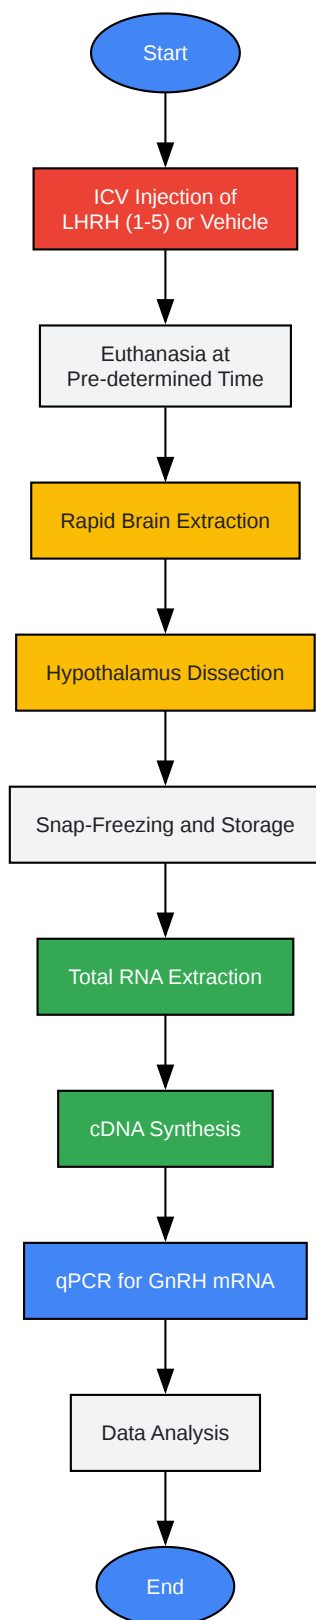 Start
ICV Injection of
LHRH (1-5) or Vehicle
Euthanasia at
Pre-determined Time
Rapid Brain Extraction
Hypothalamus Dissection
Snap-Freezing and Storage
Total RNA Extraction
cDNA Synthesis
qPCR for GnRH mRNA
Data Analysis
End